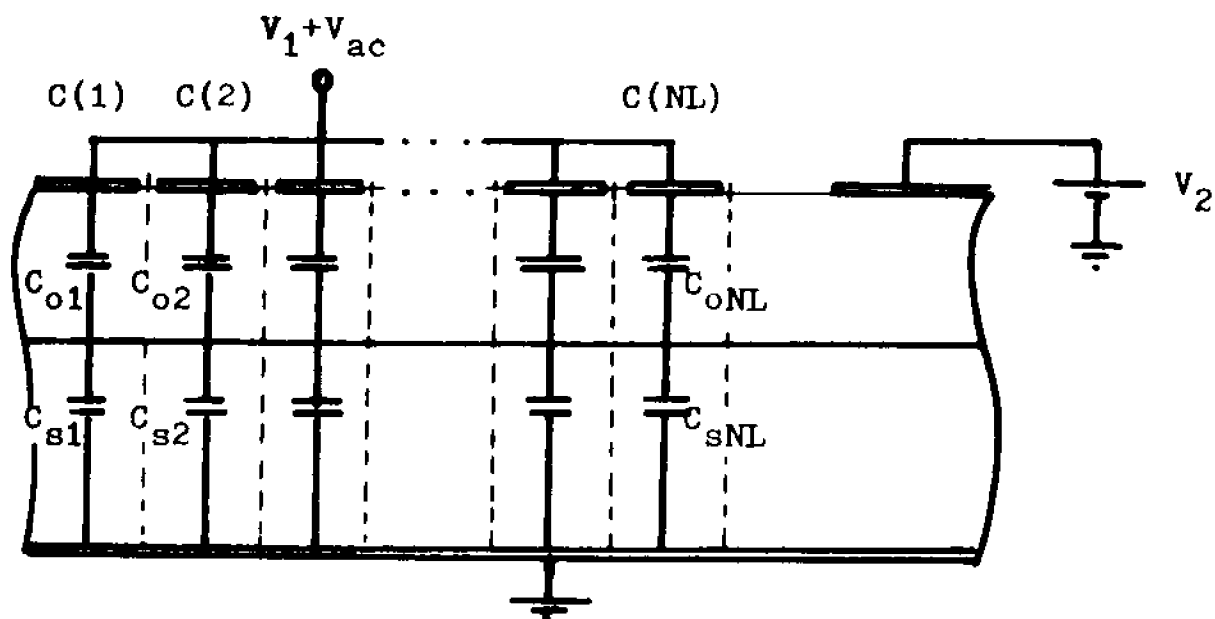 V1+Vac
C(1) C(2) C(NL)
V2
Co1 Co2 CoNL
Cs1 Cs2 CsNL